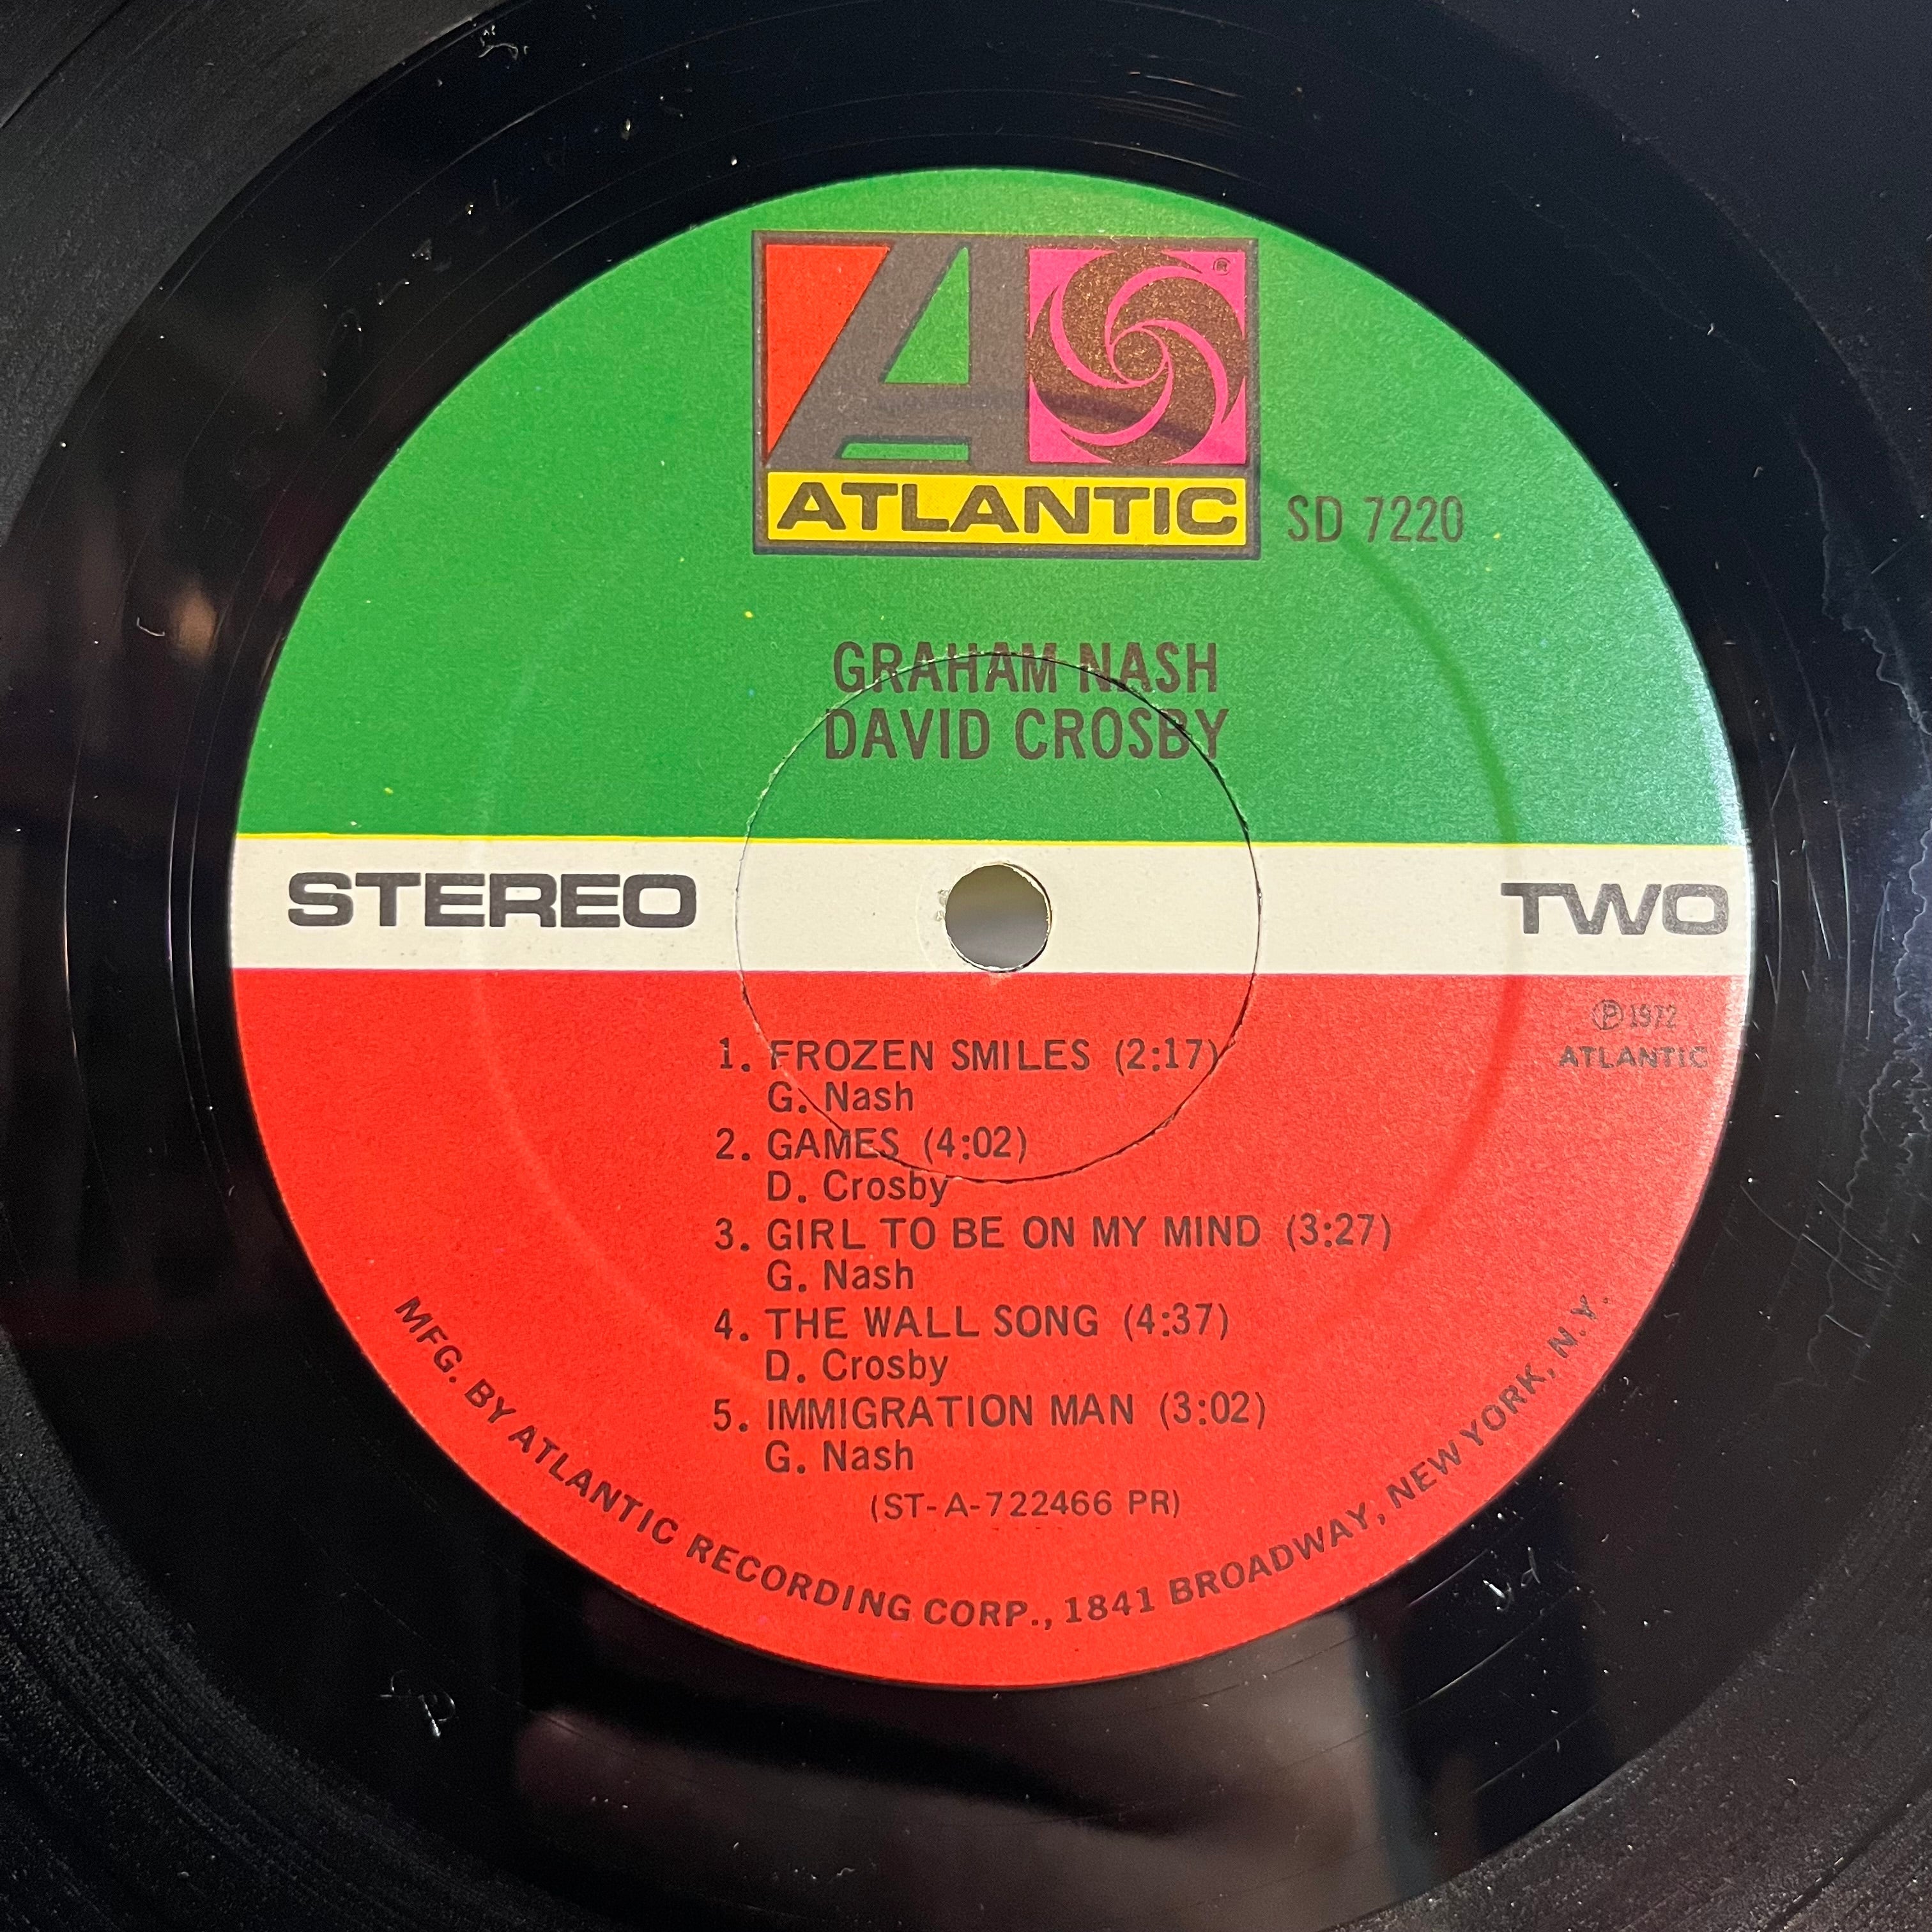 ATLANTIC
SD 7220
GRAHAM NASH
DAVID CROSBY
STEREO
TWO
℗ 1972
ATLANTIC
1. FROZEN SMILES (2:17)
G. Nash
2. GAMES (4:02)
D. Crosby
3. GIRL TO BE ON MY MIND (3:27)
G. Nash
4. THE WALL SONG (4:37)
D. Crosby
5. IMMIGRATION MAN (3:02)
G. Nash
(ST-A-722466 PR)
MFG. BY ATLANTIC RECORDING CORP., 1841 BROADWAY, NEW YORK, N.Y.